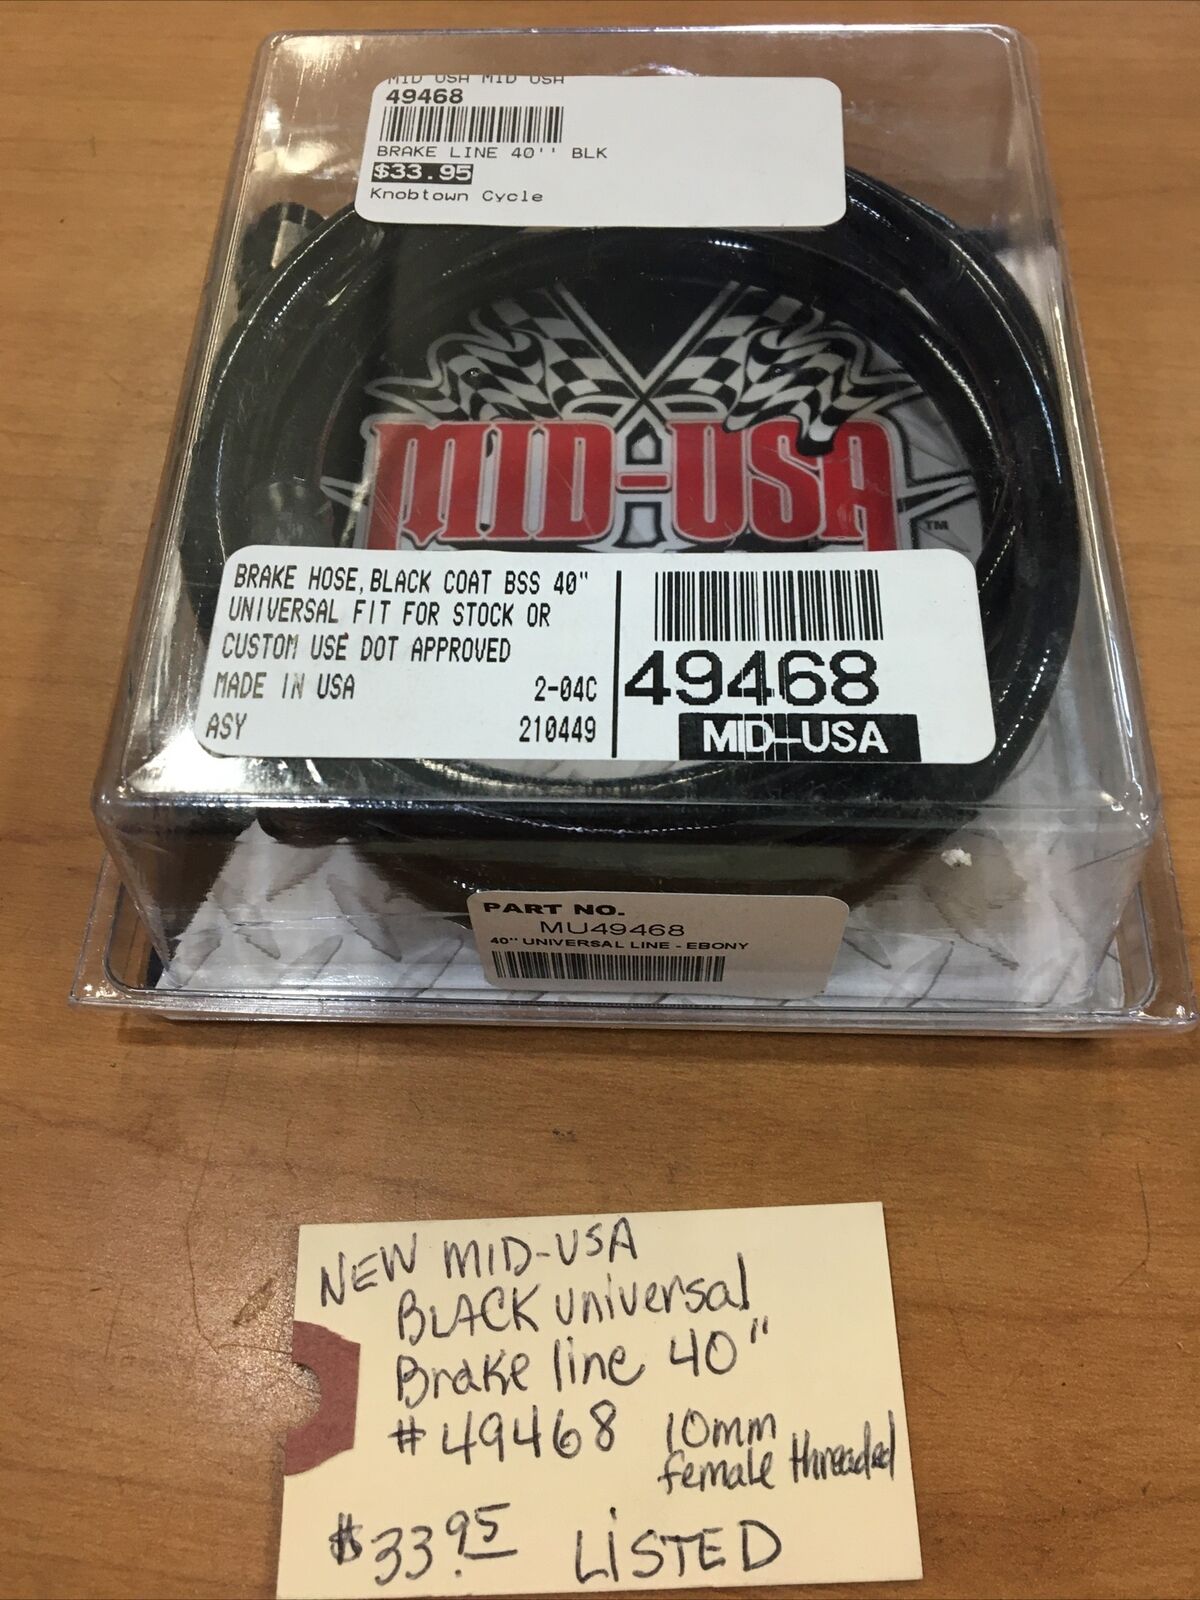 MID USA MID USA
49468
BRAKE LINE 40'' BLK
$33.95
Knobtown Cycle
MID-USA
TM
BRAKE HOSE,BLACK COAT BSS 40"
UNIVERSAL FIT FOR STOCK OR
CUSTOM USE DOT APPROVED
MADE IN USA 2-04C
ASY 210449
49468
MID-USA
PART NO.
MU49468
40" UNIVERSAL LINE - EBONY
NEW MID-USA
BLACK universal
Brake line 40"
#49468 10mm
female threaded
$33.95 LISTED